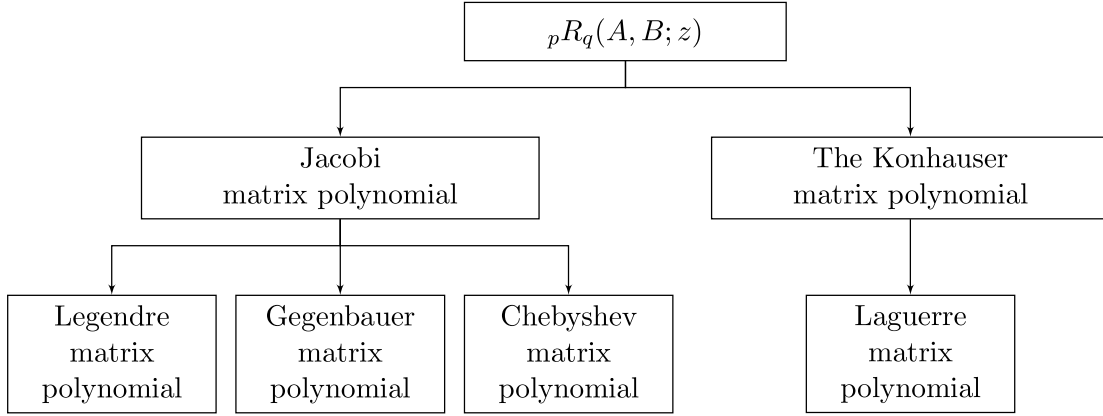 pRq(A, B; z)
Jacobi
matrix polynomial
The Konhauser
matrix polynomial
Legendre
matrix
polynomial
Gegenbauer
matrix
polynomial
Chebyshev
matrix
polynomial
Laguerre
matrix
polynomial